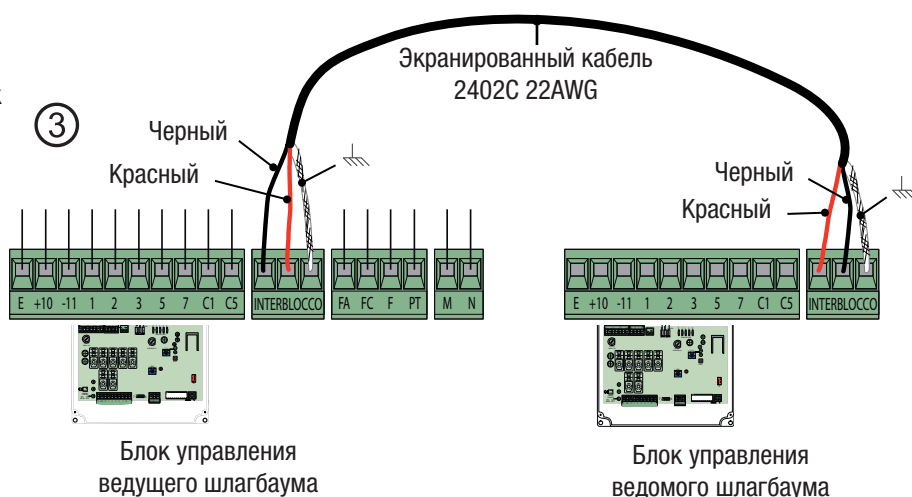 Экранированный кабель
2402C 22AWG
к
3
Черный
Красный
Черный
Красный
E +10 -11 1 2 3 5 7 C1 C5 INTERBLOCCO FA FC F PT M N
E +10 -11 1 2 3 5 7 C1 C5 INTERBLOCCO
Блок управления
ведущего шлагбаума
Блок управления
ведомого шлагбаума